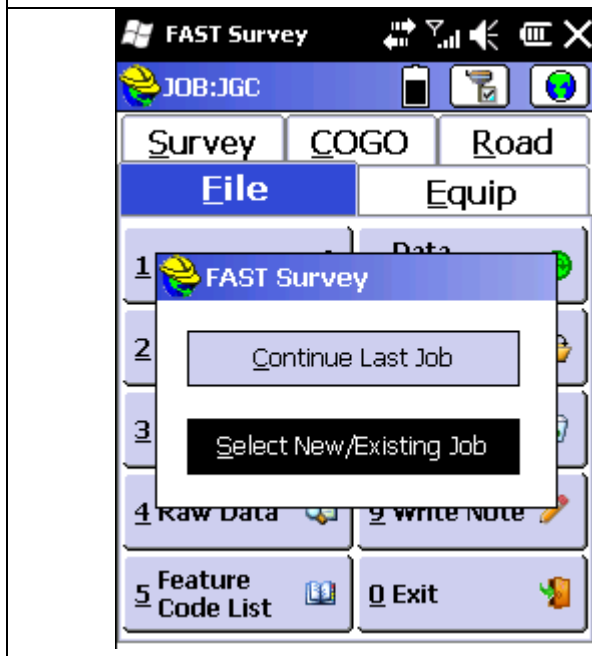 FAST Survey
JOB:JGC
Survey COGO Road
File Equip
1
FAST Survey
2
Continue Last Job
3
Select New/Existing Job
4 Raw Data 9 Write Note
5 Feature
Code List
0 Exit